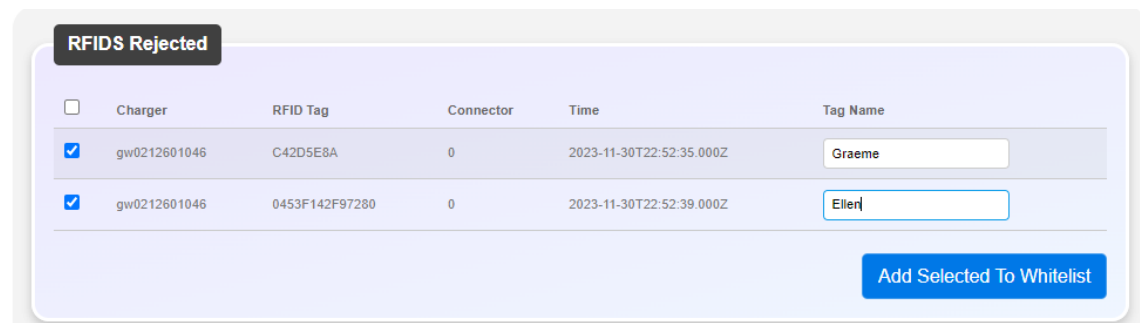 RFIDS Rejected
Charger RFID Tag Connector Time Tag Name
gw0212601046 C42D5E8A 0 2023-11-30T22:52:35.000Z Graeme
gw0212601046 0453F142F97280 0 2023-11-30T22:52:39.000Z Ellen
Add Selected To Whitelist